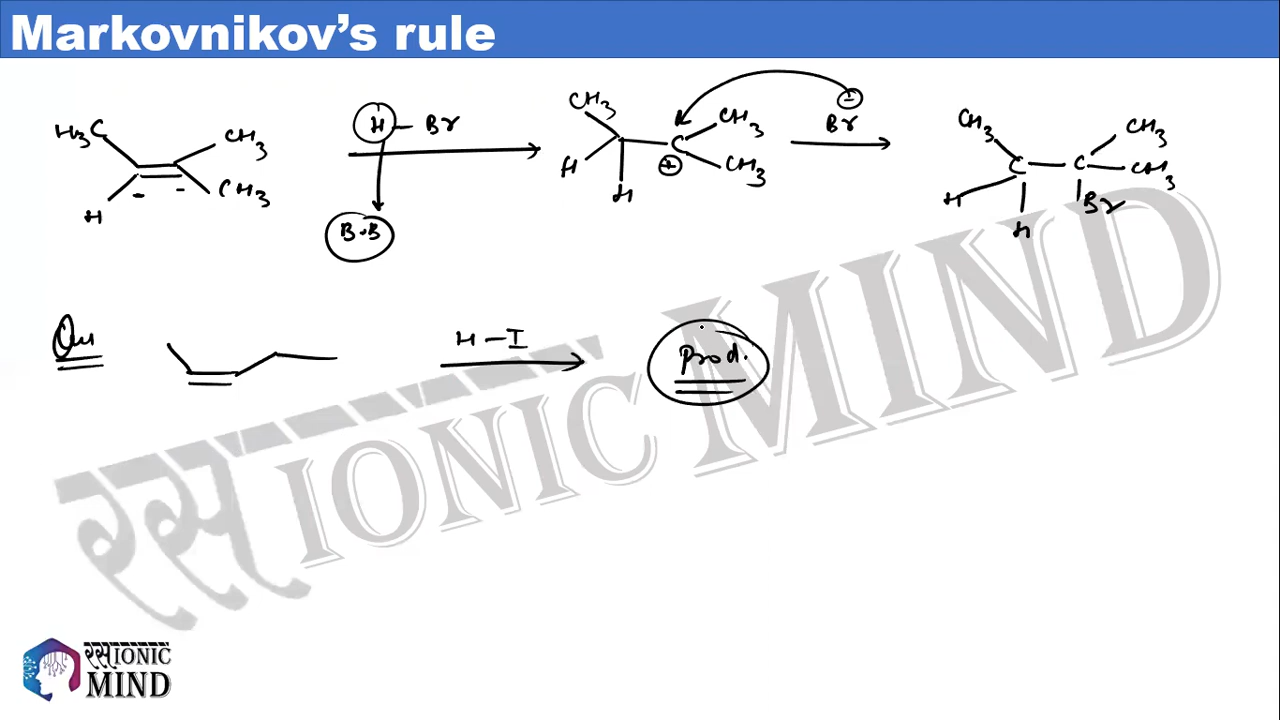 Markovnikov's rule
H3C CH3 H CH3
H — Br
B.B
CH3 H H C CH3 CH3 +
Br -
CH3 C C CH3 CH3 H H Br
Qu
H — I
Prod.
रस IONIC MIND
रस IONIC
MIND